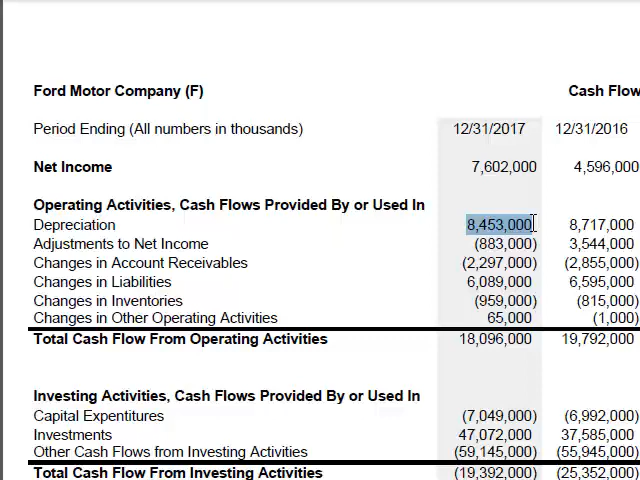 Ford Motor Company (F) Cash Flow
Period Ending (All numbers in thousands) 12/31/2017 12/31/2016
Net Income 7,602,000 4,596,000
Operating Activities, Cash Flows Provided By or Used In
Depreciation 8,453,000 8,717,000
Adjustments to Net Income (883,000) 3,544,000
Changes in Account Receivables (2,297,000) (2,855,000)
Changes in Liabilities 6,089,000 6,595,000
Changes in Inventories (959,000) (815,000)
Changes in Other Operating Activities 65,000 (1,000)
Total Cash Flow From Operating Activities 18,096,000 19,792,000
Investing Activities, Cash Flows Provided By or Used In
Capital Expenditures (7,049,000) (6,992,000)
Investments 47,072,000 37,585,000
Other Cash Flows from Investing Activities (59,145,000) (55,945,000)
Total Cash Flow From Investing Activities (19,392,000) (25,352,000)